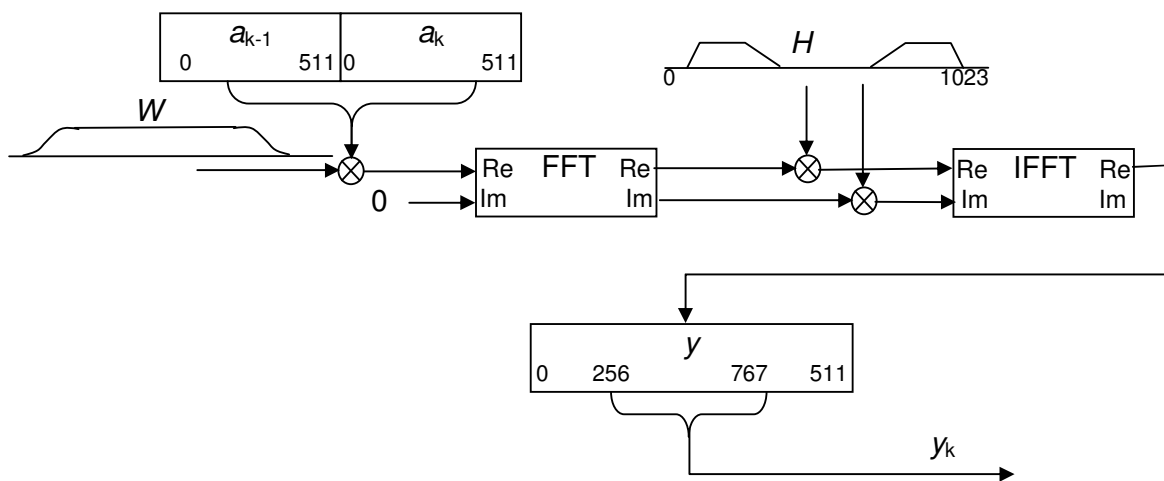 a_k-1 a_k
0 511 0 511
H
0 1023
W
Re FFT Re
Im Im
0
Re IFFT Re
Im Im
y
0 256 767 511
y_k